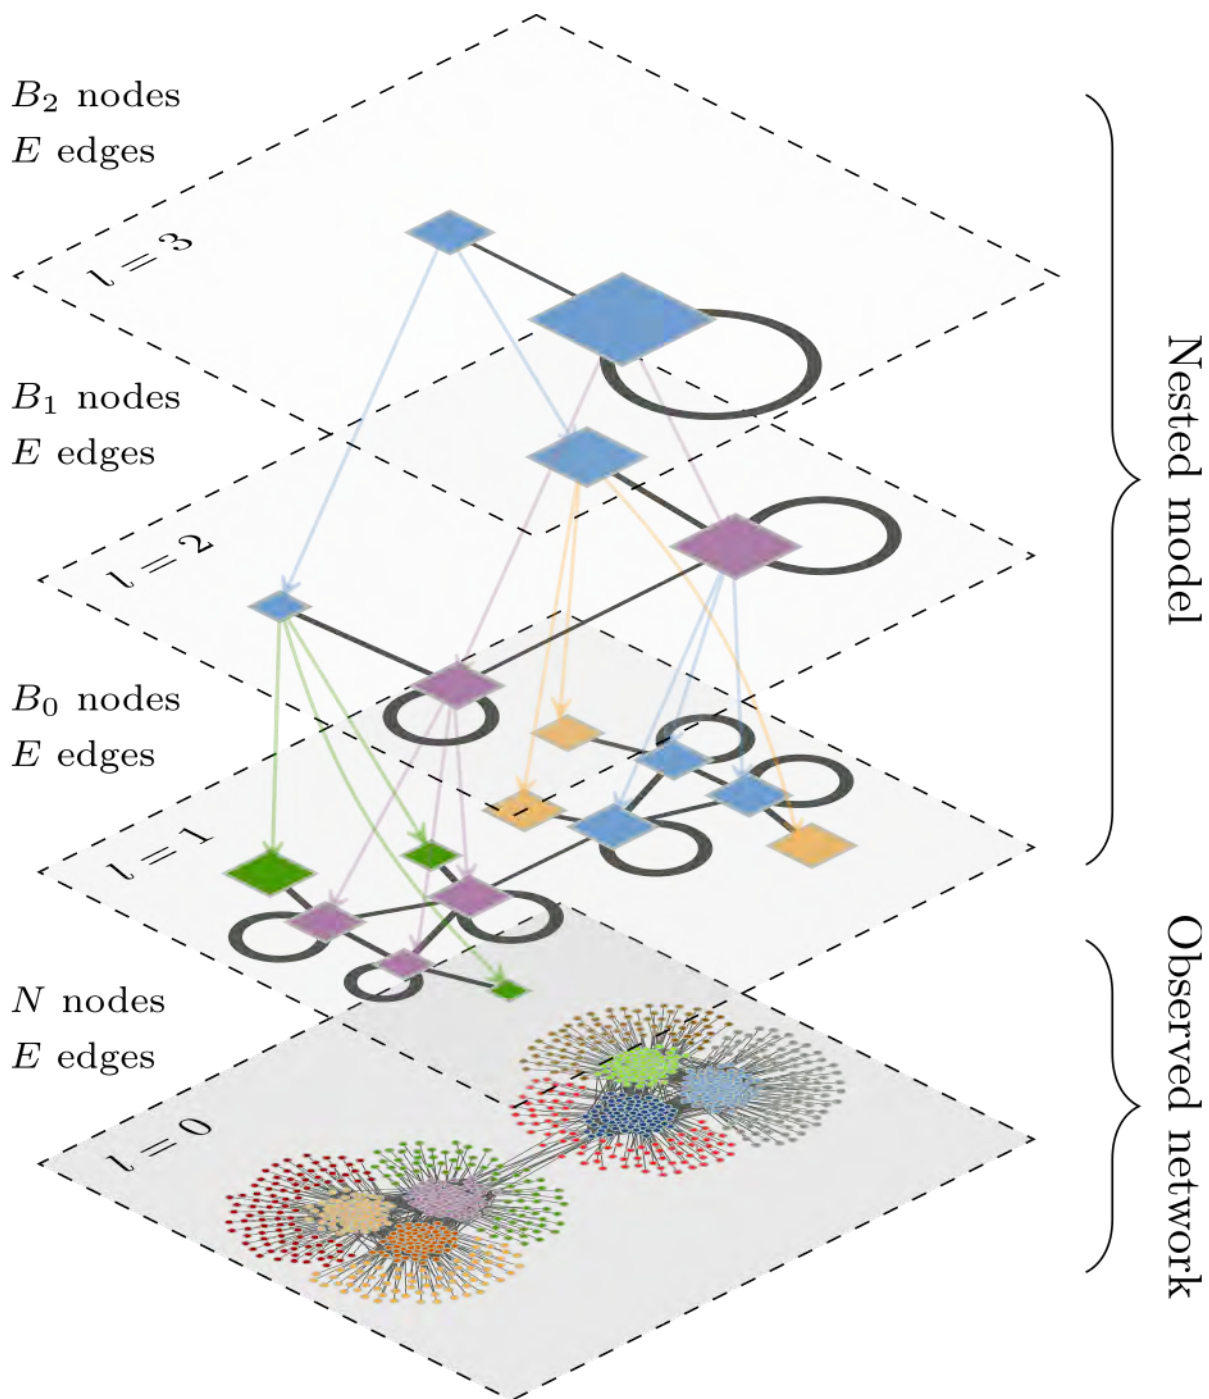 B₂ nodes
E edges
l = 3
B₁ nodes
E edges
l = 2
Nested model
B₀ nodes
E edges
l = 1
N nodes
E edges
l = 0
Observed network